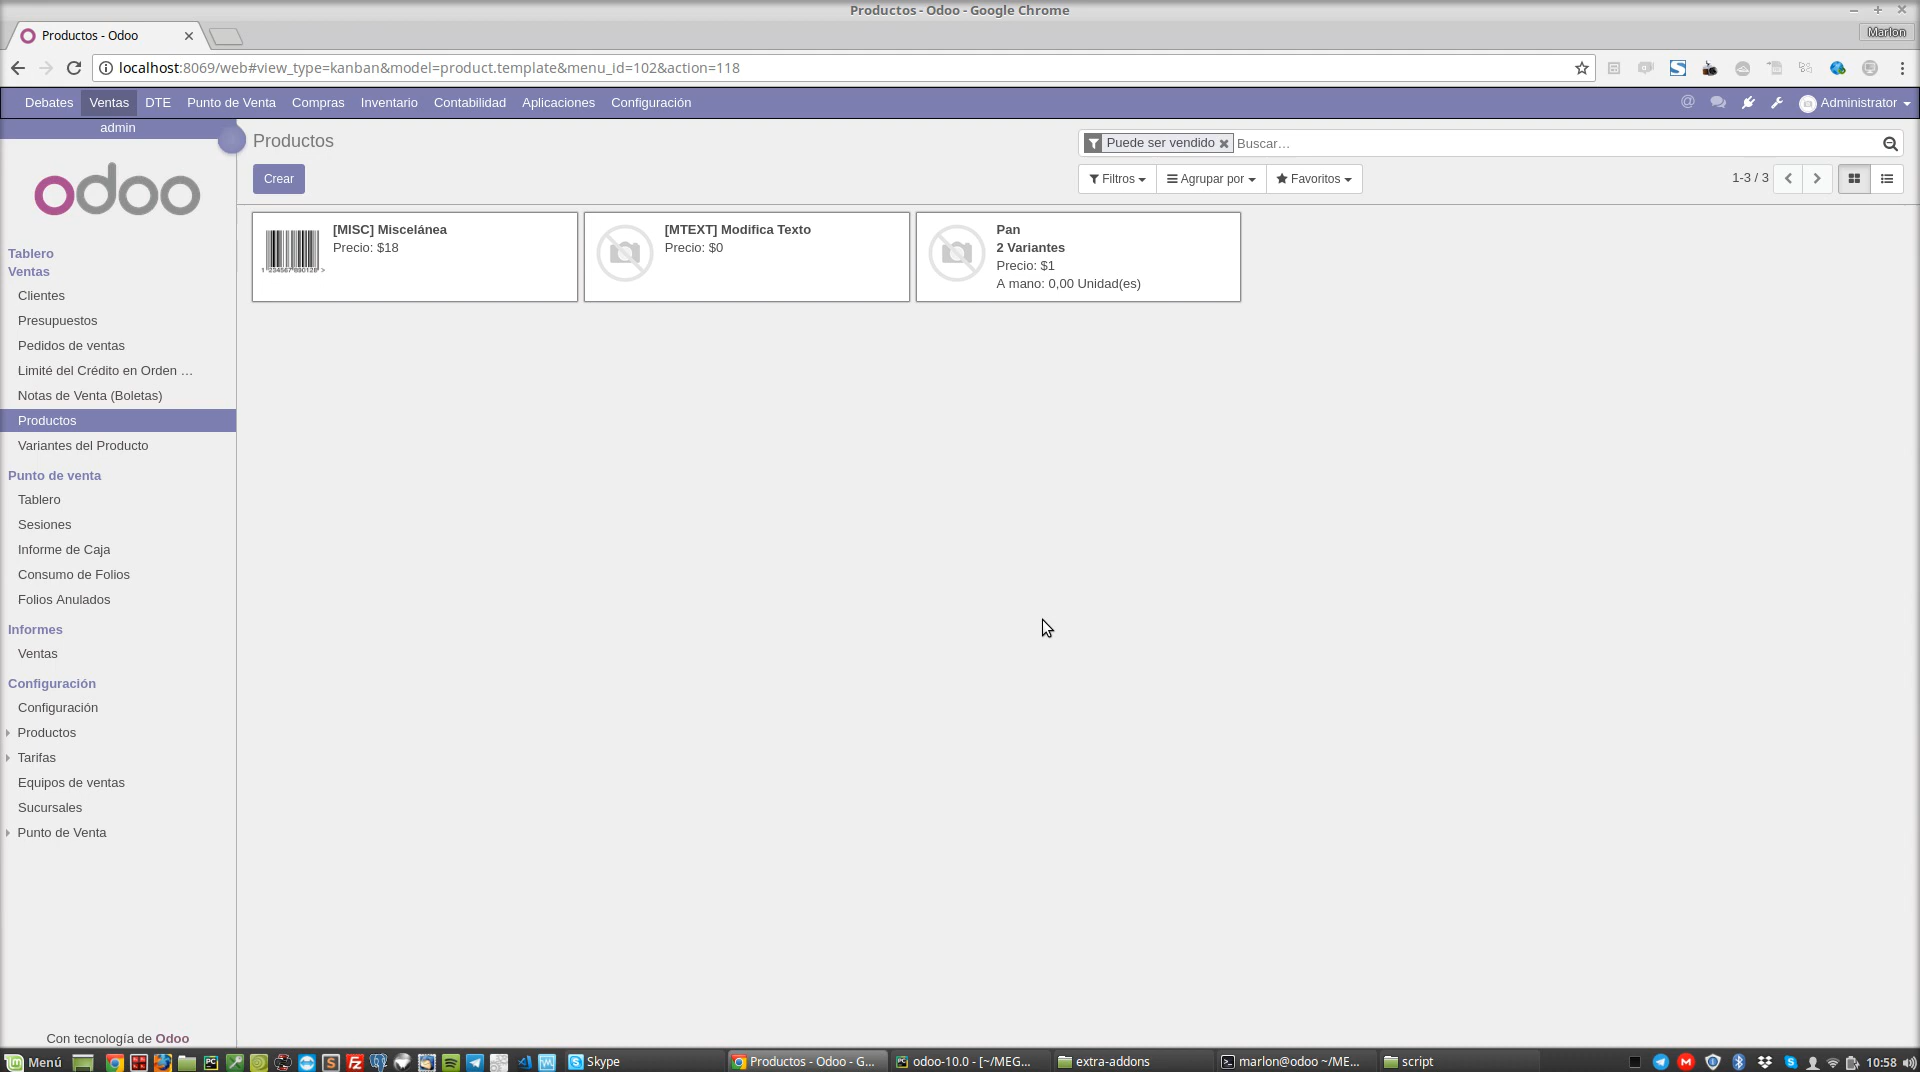 Productos - Odoo - Google Chrome
Productos - Odoo
Marlon
localhost:8069/web#view_type=kanban&model=product.template&menu_id=102&action=118
Debates Ventas DTE Punto de Venta Compras Inventario Contabilidad Aplicaciones Configuración
@ Administrator
admin
odoo
Tablero
Ventas
Clientes
Presupuestos
Pedidos de ventas
Limité del Crédito en Orden …
Notas de Venta (Boletas)
Productos
Variantes del Producto
Punto de venta
Tablero
Sesiones
Informe de Caja
Consumo de Folios
Folios Anulados
Informes
Ventas
Configuración
Configuración
Productos
Tarifas
Equipos de ventas
Sucursales
Punto de Venta
Con tecnología de Odoo
Productos
Puede ser vendido Buscar...
Crear
Filtros Agrupar por Favoritos
1-3 / 3
[MISC] Miscelánea
Precio: $18
1 234567 890128 >
[MTEXT] Modifica Texto
Precio: $0
Pan
2 Variantes
Precio: $1
A mano: 0,00 Unidad(es)
Menú Skype Productos - Odoo - G... odoo-10.0 - [~/MEG... extra-addons marlon@odoo ~/ME... script 10:58